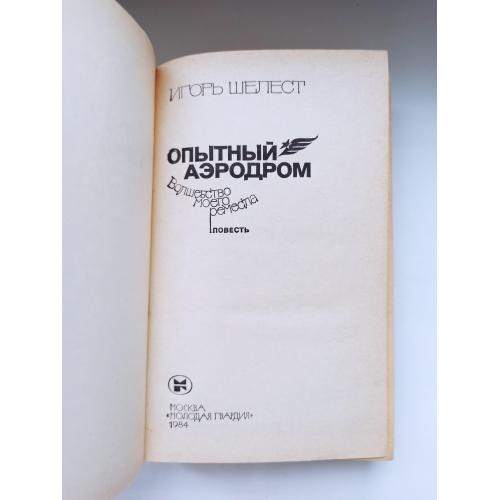 ИГОРЬ ШЕЛЕСТ
ОПЫТНЫЙ
АЭРОДРОМ
Волшебство
моего
ремесла
ПОВЕСТЬ
МОСКВА
«МОЛОДАЯ ГВАРДИЯ»
1984